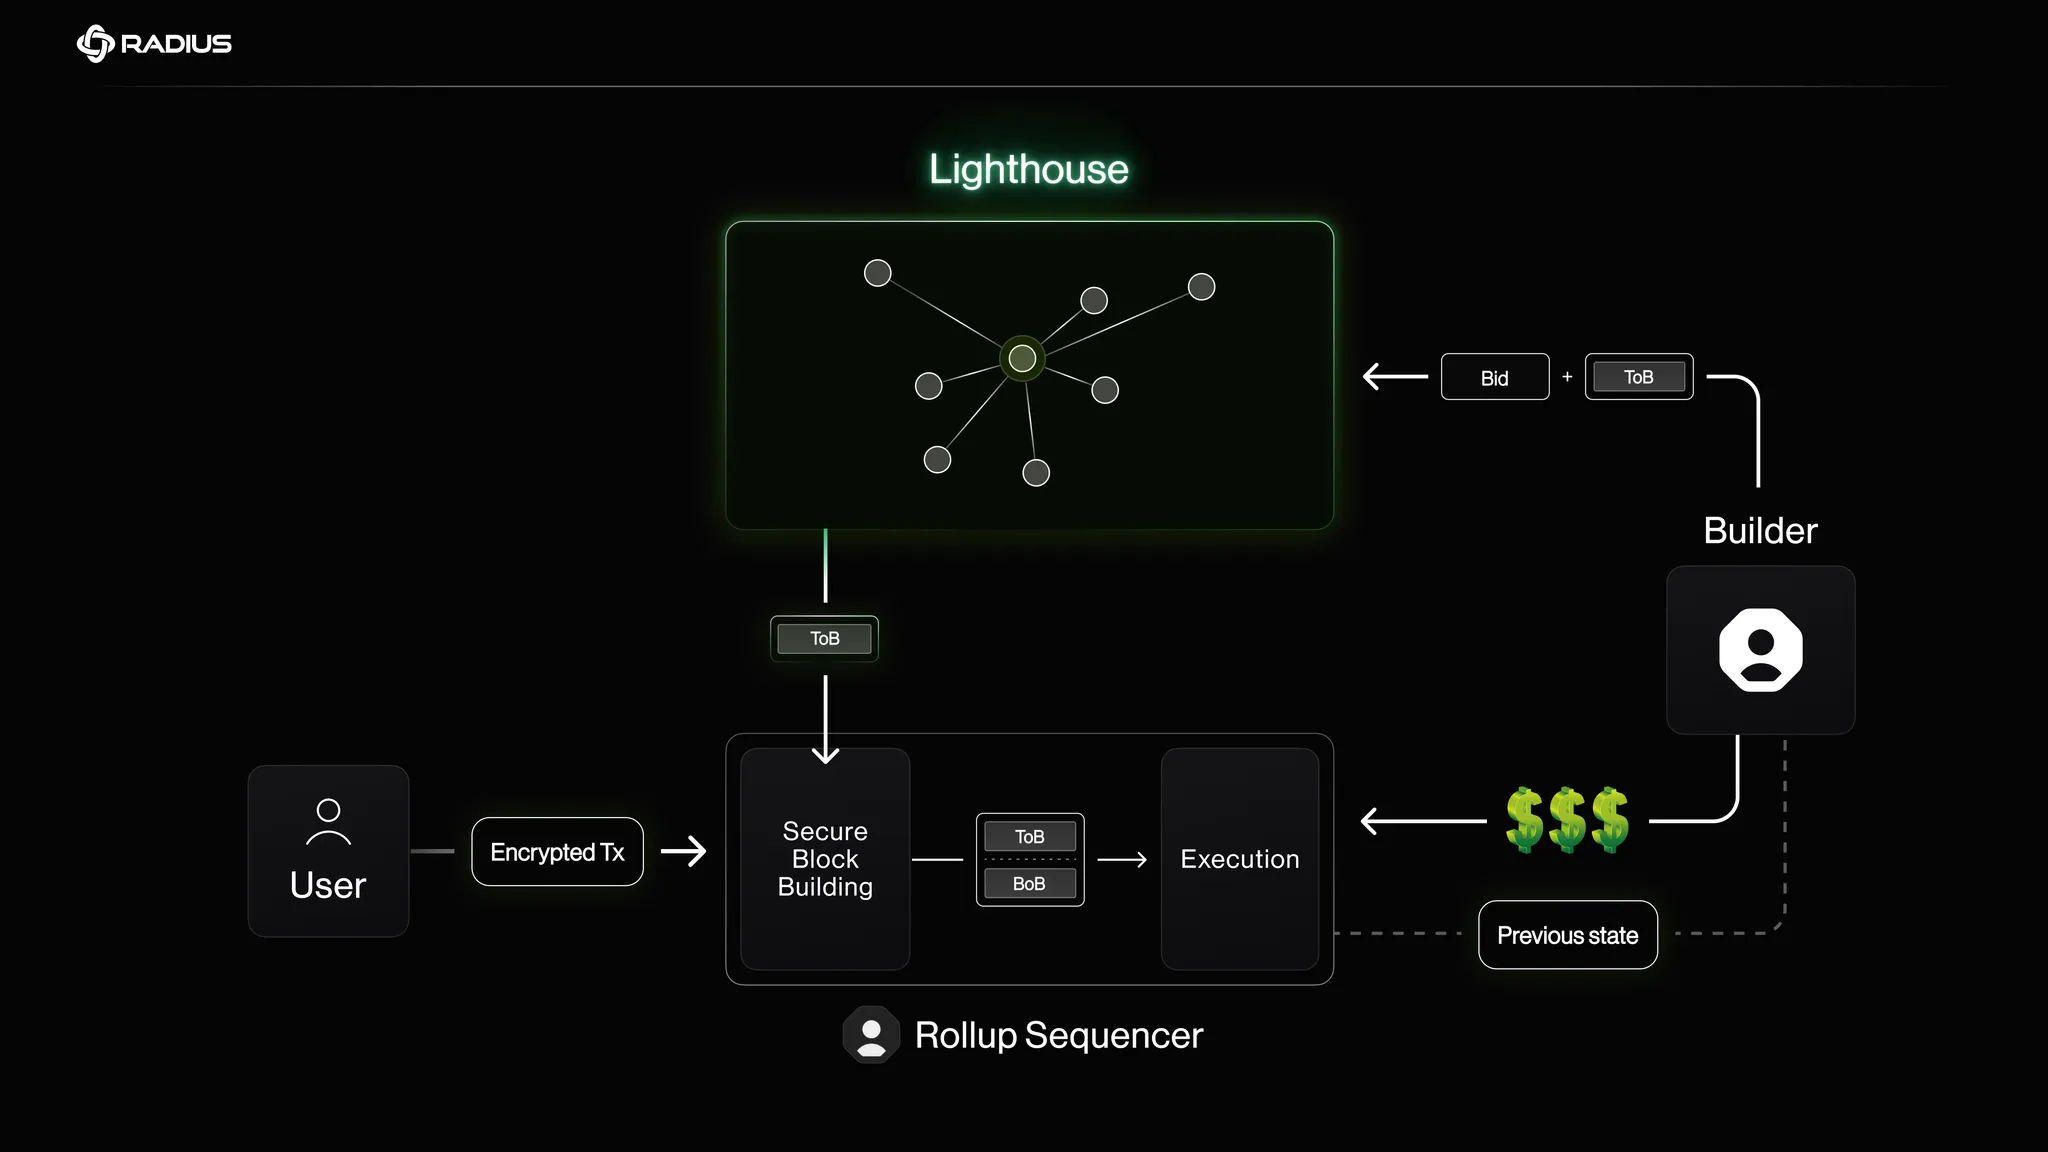 RADIUS
Lighthouse
Bid
+
ToB
Builder
ToB
User
Encrypted Tx
Secure
Block
Building
ToB
BoB
Execution
$$$
Previous state
Rollup Sequencer